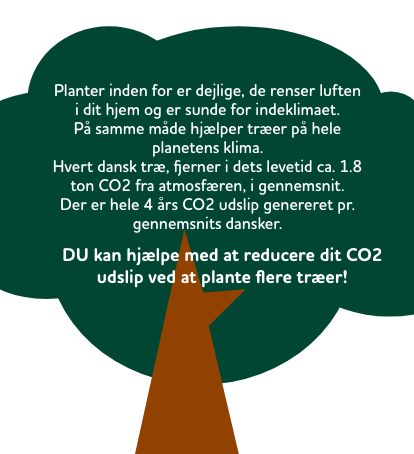 Planter inden for er dejlige, de renser luften
i dit hjem og er sunde for indeklimaet.
På samme måde hjælper træer på hele
planetens klima.
Hvert dansk træ, fjerner i dets levetid ca. 1.8
ton CO2 fra atmosfæren, i gennemsnit.
Der er hele 4 års CO2 udslip genereret pr.
gennemsnits dansker.
DU kan hjælpe med at reducere dit CO2
udslip ved at plante flere træer!